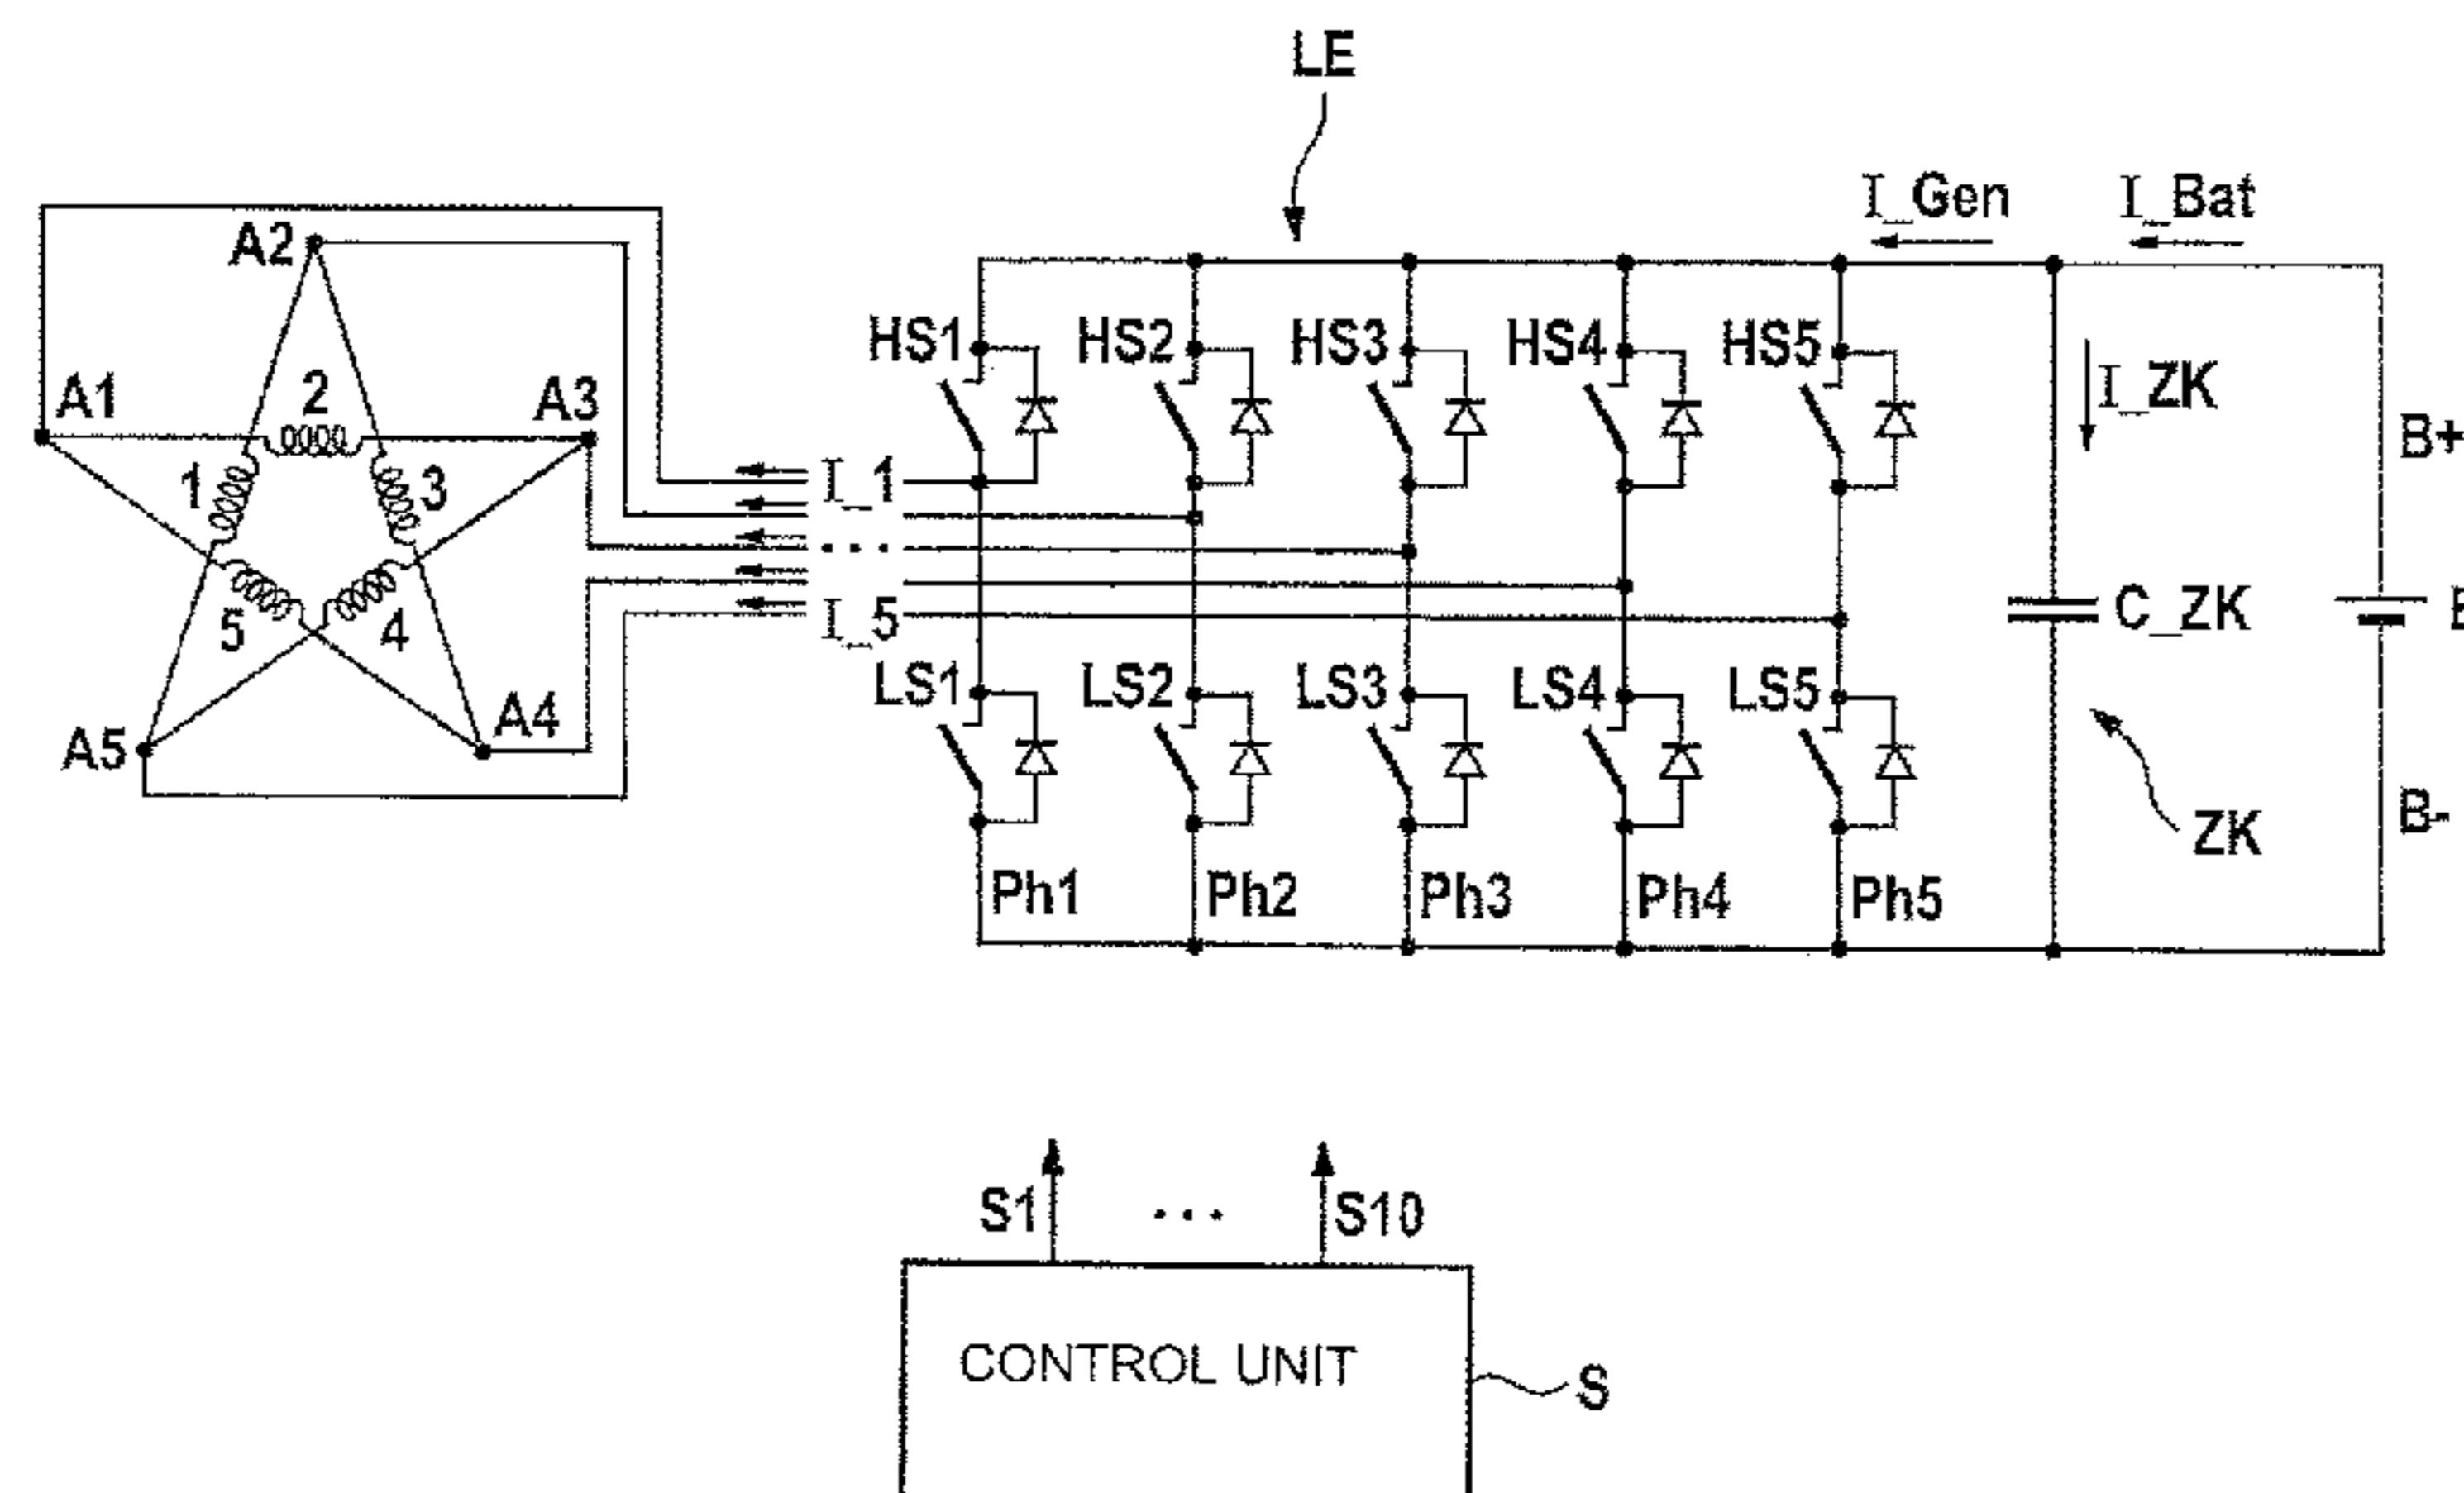 LE
I_Gen
I_Bat
A2
HS1
HS2
HS3
HS4
HS5
I_ZK
A1
2
A3
B+
1
3
I_1
...
5
4
I_5
C_ZK
LS1
LS2
LS3
LS4
LS5
A5
A4
B-
ZK
Ph1
Ph2
Ph3
Ph4
Ph5
S1
...
S10
CONTROL UNIT
S